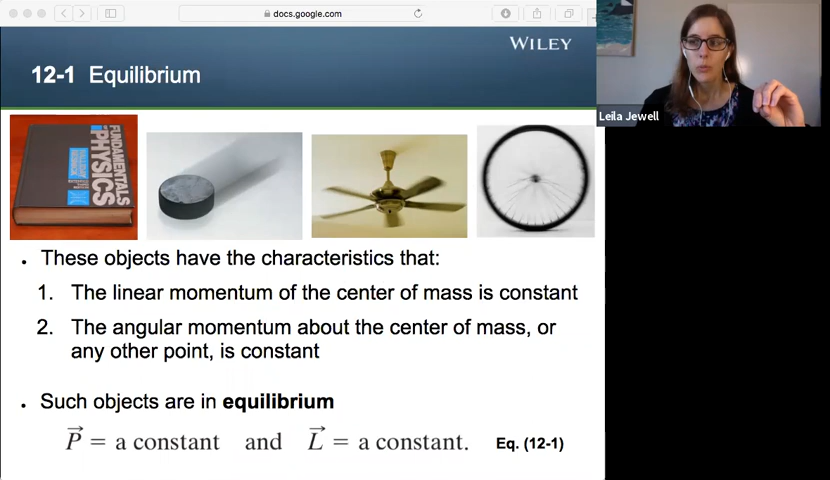 docs.google.com
WILEY
12-1 Equilibrium
Leila Jewell
FUNDAMENTALS
PHYSICS
These objects have the characteristics that:
1. The linear momentum of the center of mass is constant
2. The angular momentum about the center of mass, or
any other point, is constant
Such objects are in equilibrium
P⃗ = a constant and L⃗ = a constant. Eq. (12-1)